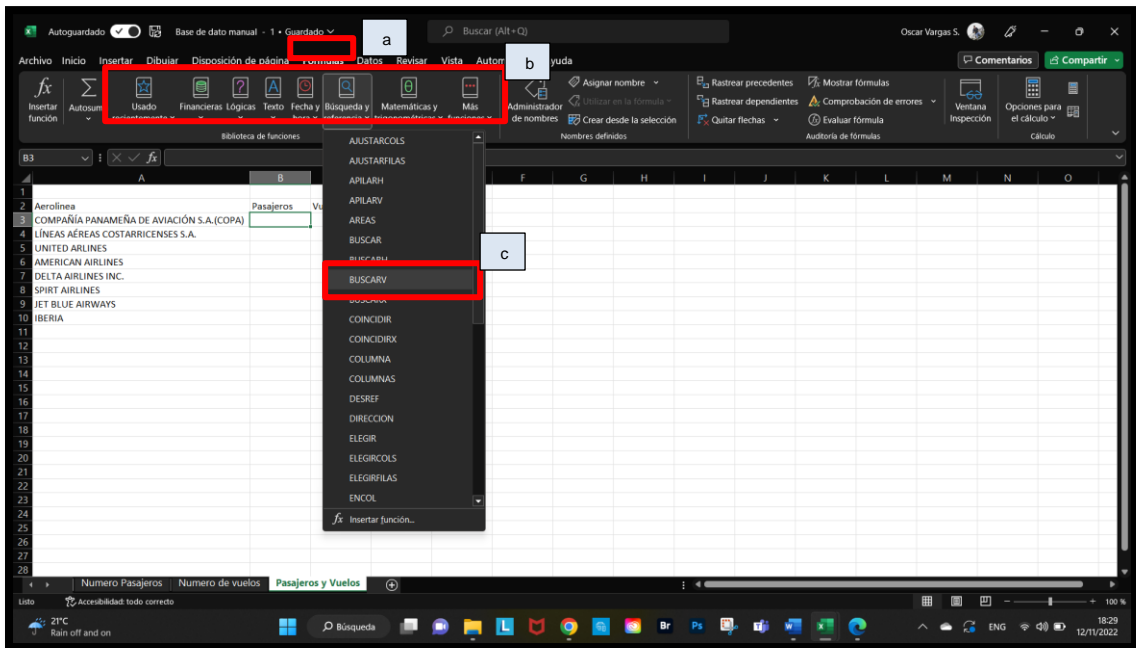 Autoguardado Base de dato manual - 1 • Guardado Buscar (Alt+Q) Oscar Vargas S.
a
Archivo Inicio Insertar Dibujar Disposición de página Fórmulas Datos Revisar Vista Autom yuda Comentarios Compartir
b
Insertar función
Autosum
Usado recientemente
Financieras
Lógicas
Texto
Fecha y hora
Búsqueda y referencia
Matemáticas y trigonométricas
Más funciones
Biblioteca de funciones
Administrador de nombres
Asignar nombre
Utilizar en la fórmula
Crear desde la selección
Nombres definidos
Rastrear precedentes
Rastrear dependientes
Quitar flechas
Mostrar fórmulas
Comprobación de errores
Evaluar fórmula
Auditoría de fórmulas
Ventana Inspección
Opciones para el cálculo
Cálculo
B3 fx
A B F G H I J K L M N O
1
2 Aerolinea Pasajeros Vu
3 COMPAÑÍA PANAMEÑA DE AVIACIÓN S.A.(COPA)
4 LÍNEAS AÉREAS COSTARRICENSES S.A.
5 UNITED ARLINES
6 AMERICAN AIRLINES
7 DELTA AIRLINES INC.
8 SPIRT AIRLINES
9 JET BLUE AIRWAYS
10 IBERIA
11
12
13
14
15
16
17
18
19
20
21
22
23
24
25
26
27
28
AJUSTARCOLS
AJUSTARFILAS
APILARH
APILARV
AREAS
BUSCAR
BUSCARH
c
BUSCARV
BUSCARX
COINCIDIR
COINCIDIRX
COLUMNA
COLUMNAS
DESREF
DIRECCION
ELEGIR
ELEGIRCOLS
ELEGIRFILAS
ENCOL
fx Insertar función...
Numero Pasajeros Numero de vuelos Pasajeros y Vuelos
Listo Accesibilidad: todo correcto 100 %
21°C
Rain off and on
Búsqueda
ENG
18:29
12/11/2022